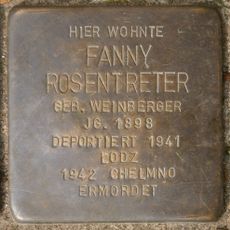 HIER WOHNTE
FANNY
ROSENTRETER
GEB. WEINBERGER
JG. 1898
DEPORTIERT 1941
LODZ
1942 CHELMNO
ERMORDET